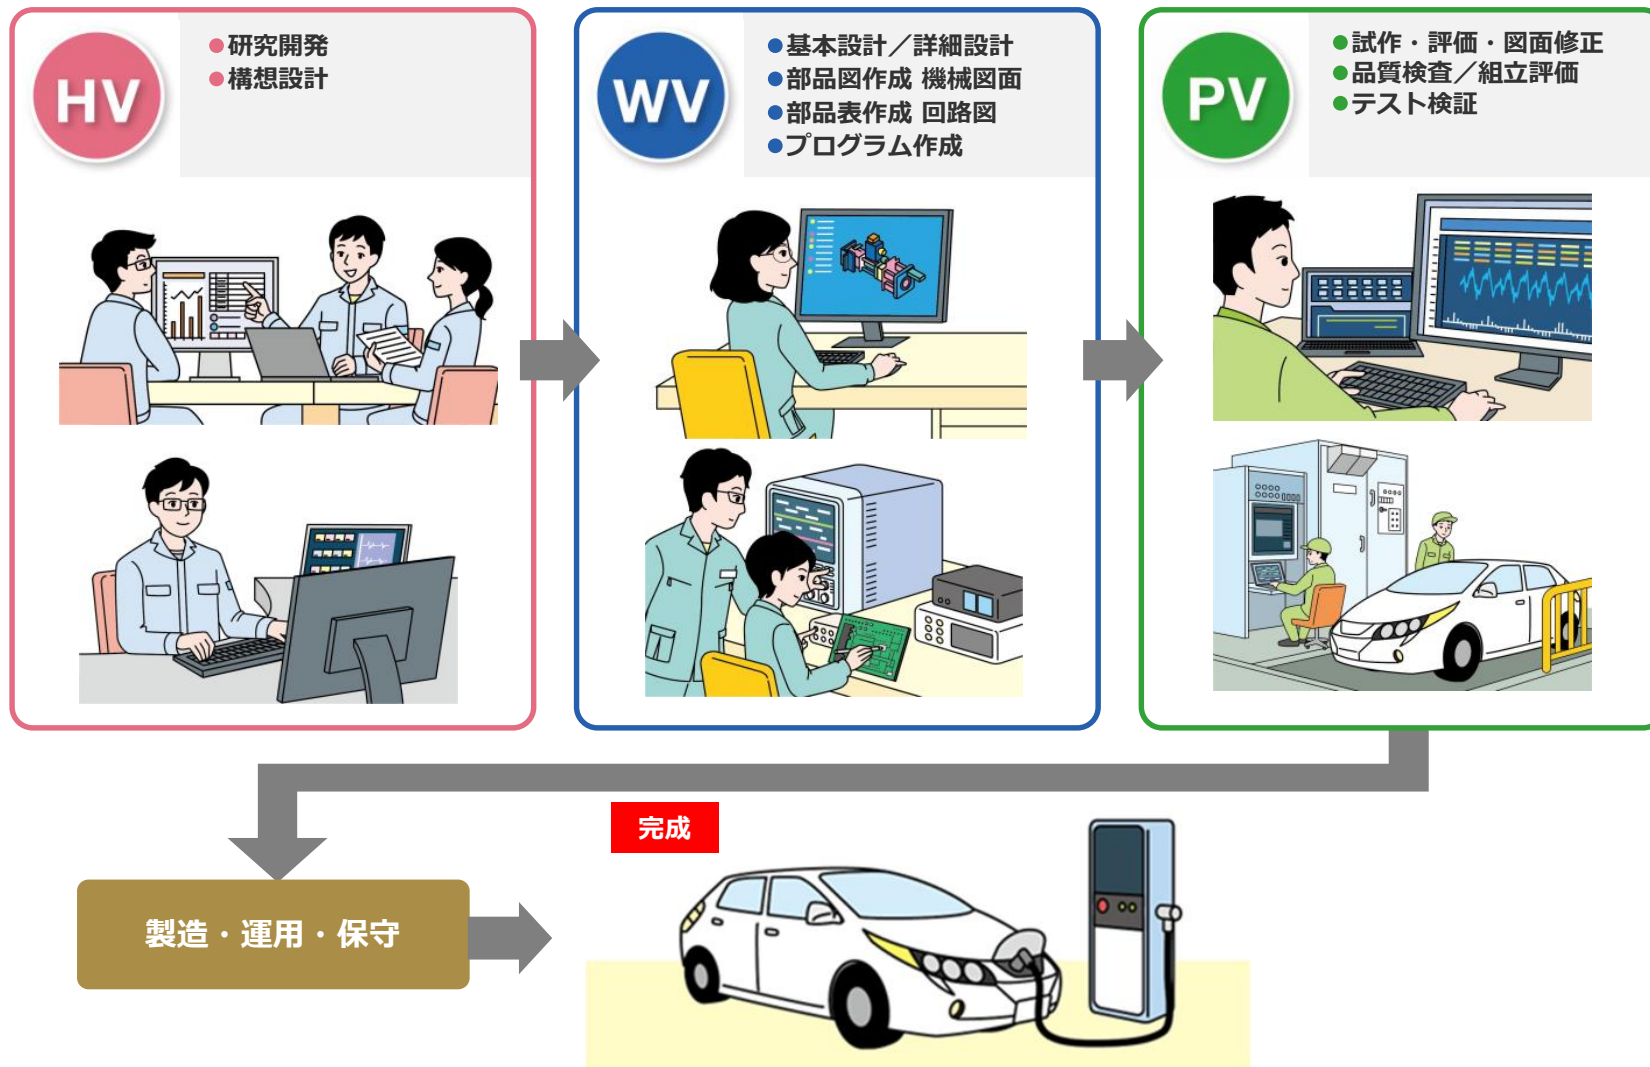 HV
●研究開発
●構想設計
WV
●基本設計／詳細設計
●部品図作成 機械図面
●部品表作成 回路図
●プログラム作成
PV
●試作・評価・図面修正
●品質検査／組立評価
●テスト検証
完成
製造・運用・保守